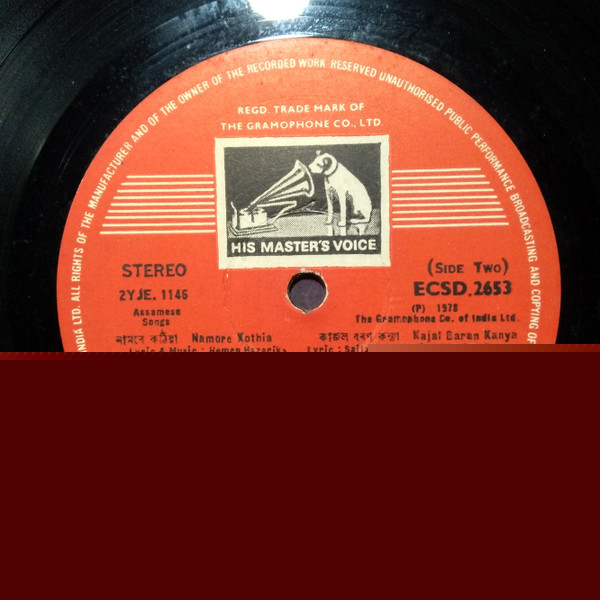 INDIA LTD. ALL RIGHTS OF THE MANUFACTURER AND OF THE OWNER OF THE RECORDED WORK RESERVED UNAUTHORISED PUBLIC PERFORMANCE BROADCASTING AND COPYING OF
REGD. TRADE MARK OF
THE GRAMOPHONE CO., LTD.
HIS MASTER'S VOICE
STEREO
2YJE. 1146
Assamese
Songs
(SIDE TWO)
ECSD.2653
(P) 1978
The Gramophone Co. of India Ltd.
নামৰে কঠিয়া Namore Kothia
Lyric & Music : Hemen Hazarika
কাজল বৰণ কন্যা Kajal Baran Kanya
Lyric :